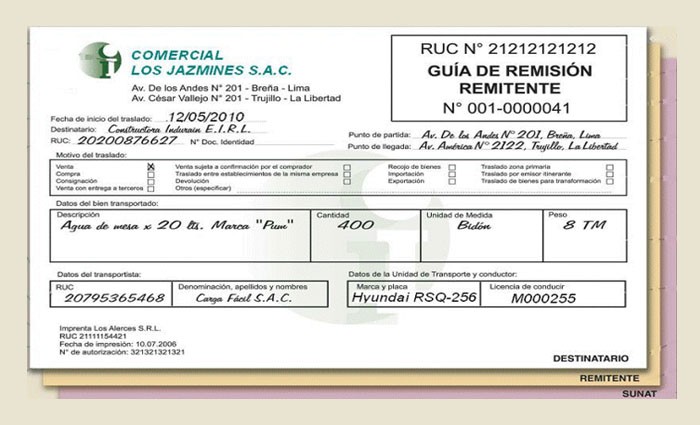 COMERCIAL
LOS JAZMINES S.A.C.
Av. De los Andes N° 201 - Breña - Lima
Av. César Vallejo N° 201 - Trujillo - La Libertad
RUC N° 21212121212
GUÍA DE REMISIÓN
REMITENTE
N° 001-0000041
Fecha de inicio del traslado: 12/05/2010
Destinatario: Constructora Indurain E.I.R.L.
RUC: 20200876627 N° Doc. Identidad
Punto de partida: Av. De los Andes N° 201, Breña, Lima
Punto de llegada: Av. América N° 2122, Trujillo, La Libertad
Motivo del traslado:
Venta X Venta sujeta a confirmación por el comprador Recojo de bienes Traslado zona primaria
Compra Traslado entre establecimientos de la misma empresa Importación Traslado por emisor itinerante
Consignación Devolución Exportación Traslado de bienes para transformación
Venta con entrega a terceros Otros (especificar)
Datos del bien transportado:
Descripción Cantidad Unidad de Medida Peso
Agua de mesa x 20 lts. Marca "Pum" 400 Bidón 8 TM
Datos del transportista: Datos de la Unidad de Transporte y conductor:
RUC Denominación, apellidos y nombres Marca y placa Licencia de conducir
20795365468 Carga Fácil S.A.C. Hyundai RSQ-256 M000255
Imprenta Los Alerces S.R.L.
RUC 21111154421
Fecha de impresión: 10.07.2006
N° de autorización: 321321321321
DESTINATARIO
REMITENTE
SUNAT